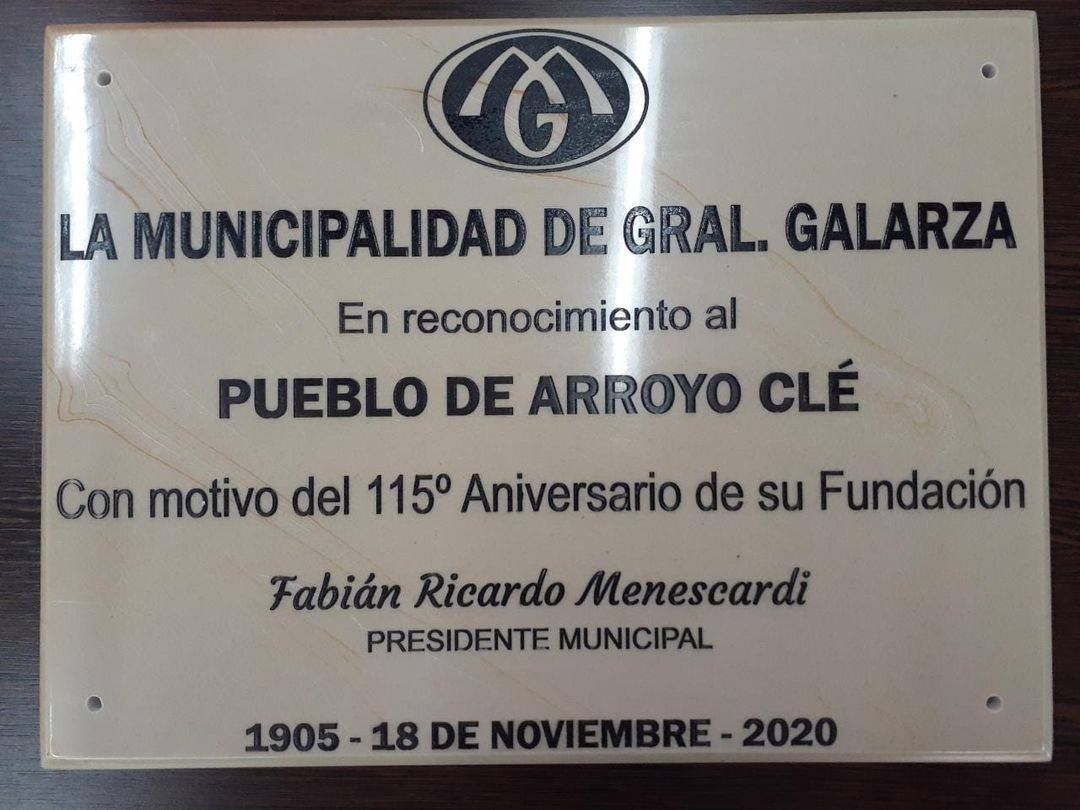 MG
LA MUNICIPALIDAD DE GRAL. GALARZA
En reconocimiento al
PUEBLO DE ARROYO CLÉ
Con motivo del 115º Aniversario de su Fundación
Fabián Ricardo Menescardi
PRESIDENTE MUNICIPAL
1905 - 18 DE NOVIEMBRE - 2020